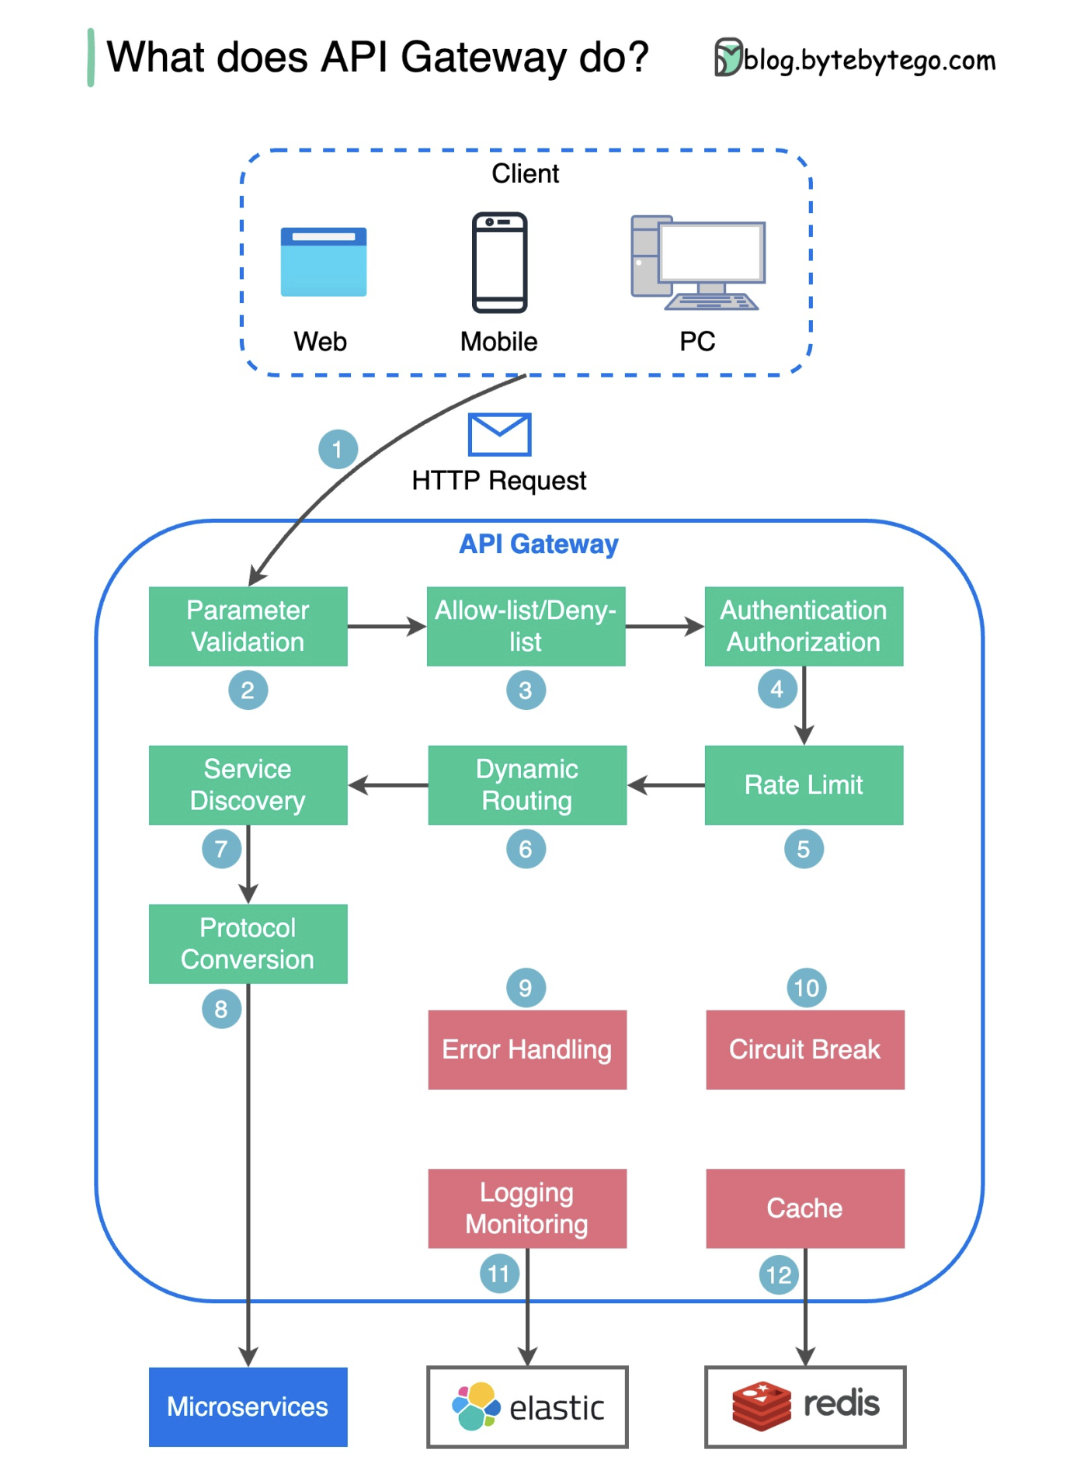 What does API Gateway do?
blog.bytebytego.com
Client
Web
Mobile
PC
1
HTTP Request
API Gateway
Parameter
Validation
2
Allow-list/Deny-
list
3
Authentication
Authorization
4
Rate Limit
5
Dynamic
Routing
6
Service
Discovery
7
Protocol
Conversion
8
9
Error Handling
10
Circuit Break
Logging
Monitoring
11
Cache
12
Microservices
elastic
redis